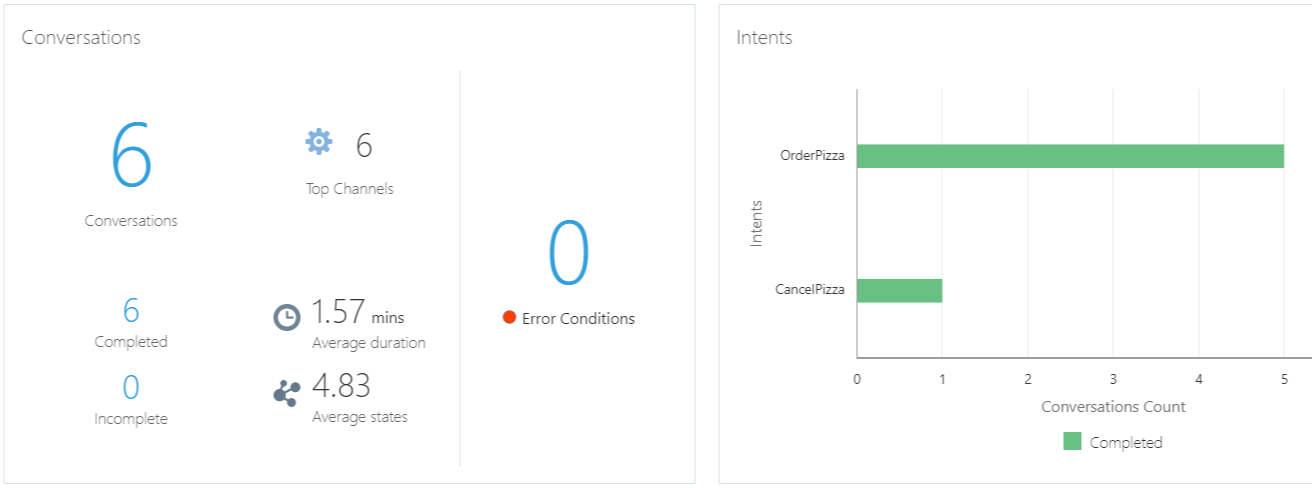 Conversations
6
Conversations
6
Top Channels
6
Completed
1.57 mins
Average duration
0
Incomplete
4.83
Average states
0
Error Conditions
Intents
Intents
OrderPizza
CancelPizza
0 1 2 3 4 5
Conversations Count
Completed